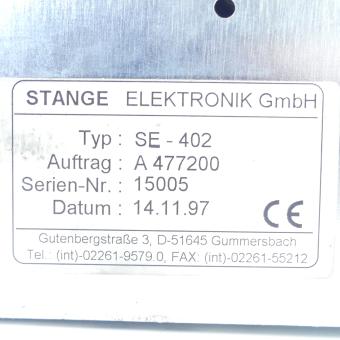 STANGE ELEKTRONIK GmbH
Typ : SE - 402
Auftrag : A 477200
Serien-Nr. : 15005
Datum : 14.11.97 CE
Gutenbergstraße 3, D-51645 Gummersbach
Tel.: (int)-02261-9579.0, FAX: (int)-02261-55212